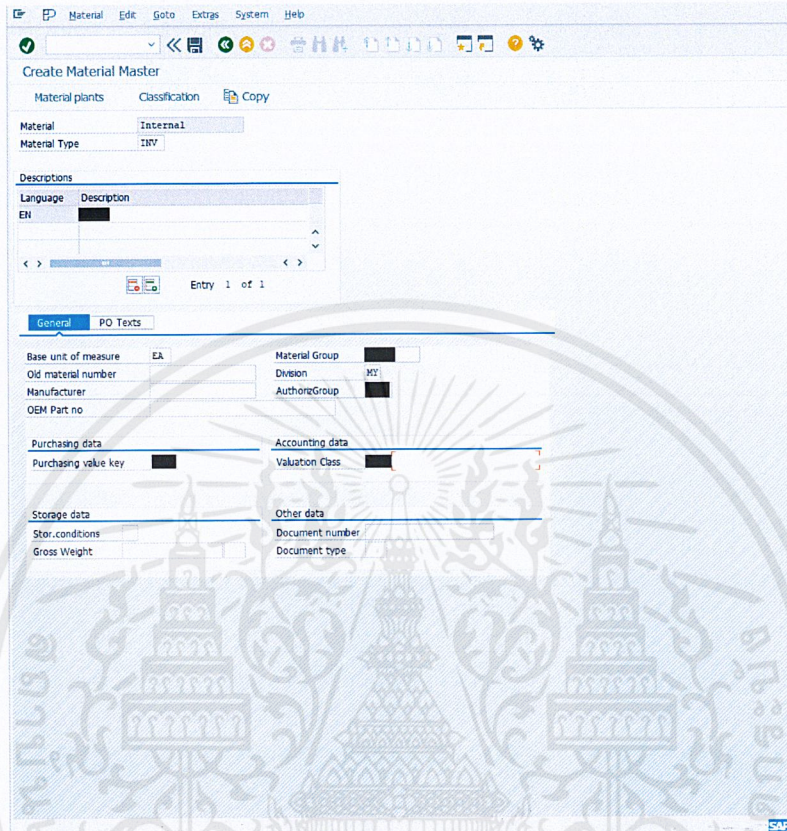 Material Edit Goto Extras System Help
Create Material Master
Material plants Classification Copy
Material Internal
Material Type INV
Descriptions
Language Description
EN
Entry 1 of 1
General PO Texts
Base unit of measure EA Material Group
Old material number Division MY
Manufacturer AuthorizGroup
OEM Part no
Purchasing data Accounting data
Purchasing value key Valuation Class
Storage data Other data
Stor.conditions Document number
Gross Weight Document type
SAP